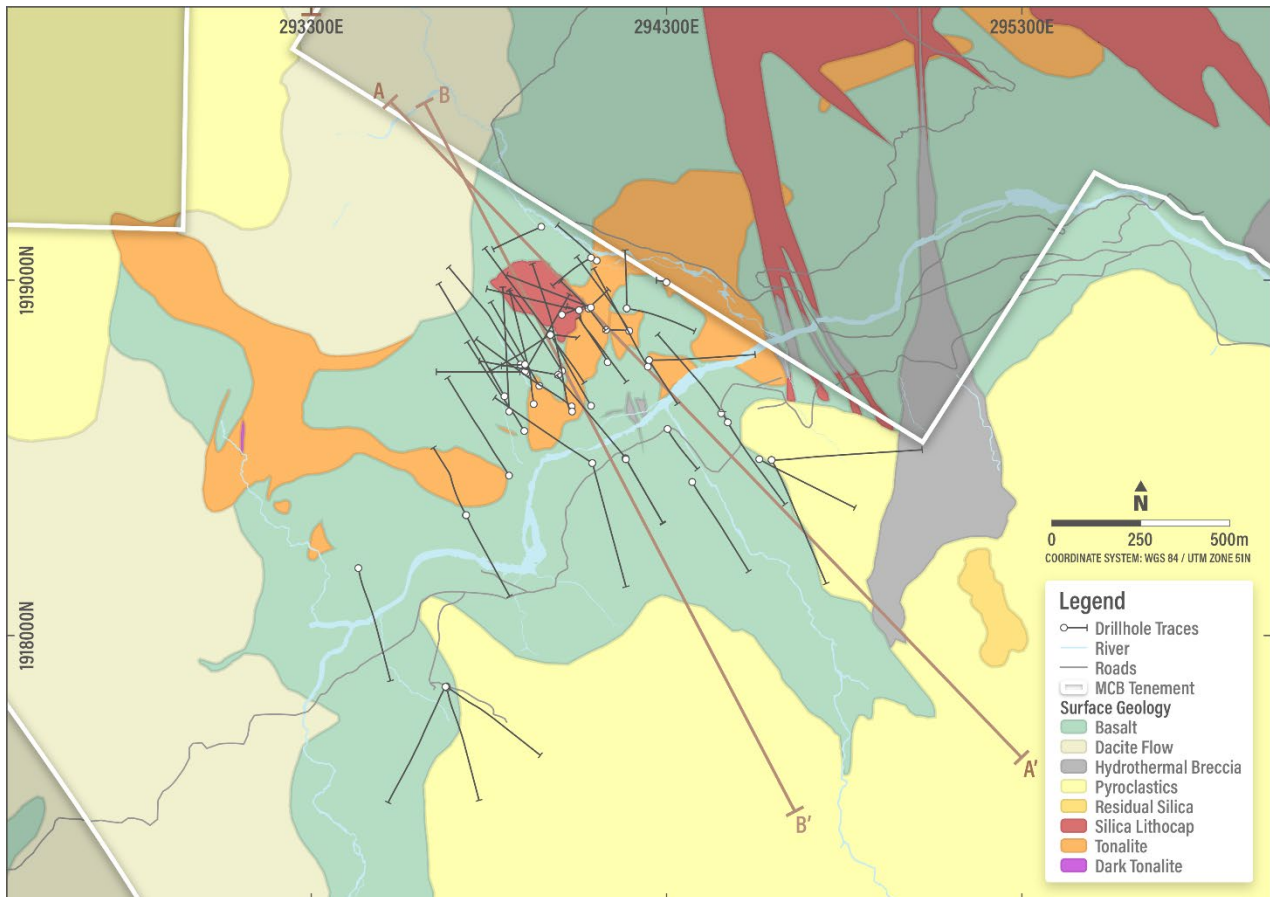 293300E
294300E
295300E
A
B
1919000N
N
0 250 500m
COORDINATE SYSTEM: WGS 84 / UTM ZONE 51N
Legend
Drillhole Traces
River
Roads
MCB Tenement
Surface Geology
Basalt
Dacite Flow
Hydrothermal Breccia
Pyroclastics
Residual Silica
Silica Lithocap
Tonalite
Dark Tonalite
1918000N
A'
B'